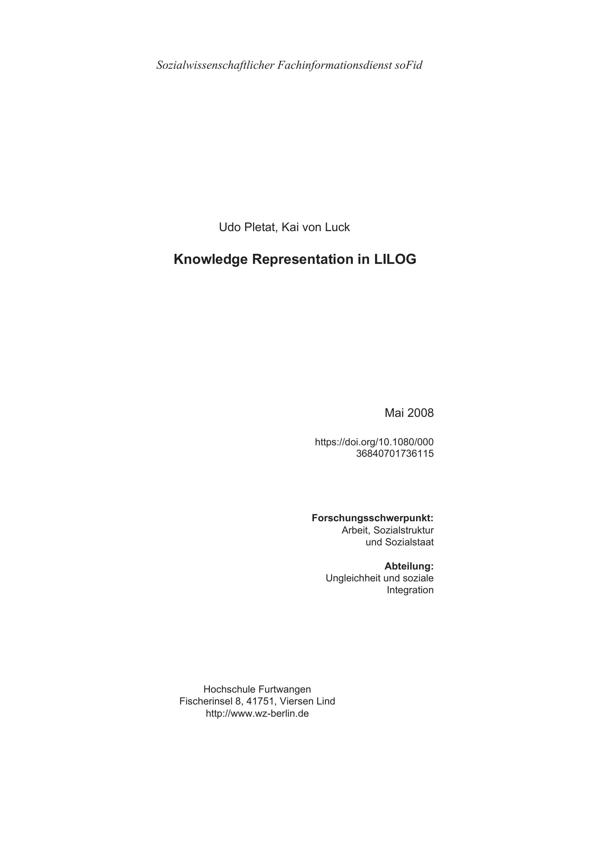 Sozialwissenschaftlicher Fachinformationsdienst soFid
Udo Pletat, Kai von Luck
Knowledge Representation in LILOG
Mai 2008
https://doi.org/10.1080/000
36840701736115
Forschungsschwerpunkt:
Arbeit, Sozialstruktur
und Sozialstaat
Abteilung:
Ungleichheit und soziale
Integration
Hochschule Furtwangen
Fischerinsel 8, 41751, Viersen Lind
http://www.wz-berlin.de